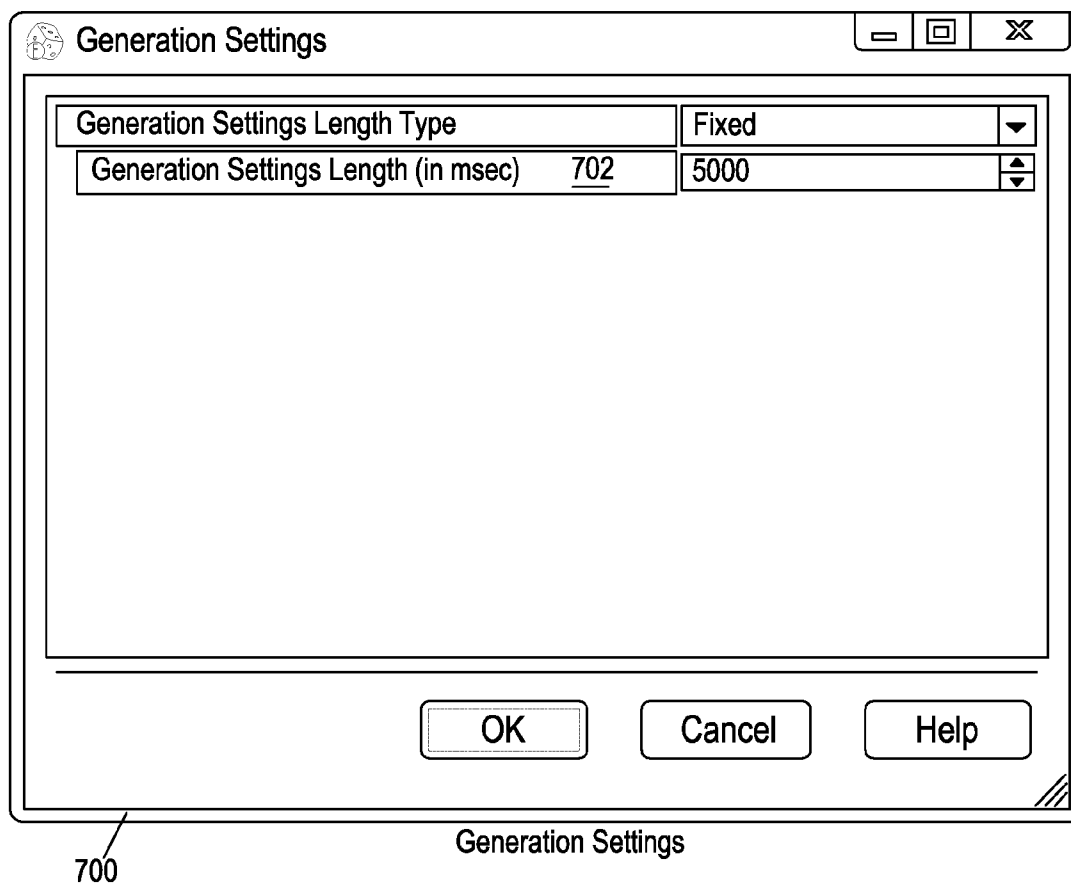 Generation Settings
Generation Settings Length Type Fixed
Generation Settings Length (in msec) 702 5000
OK Cancel Help
Generation Settings
700